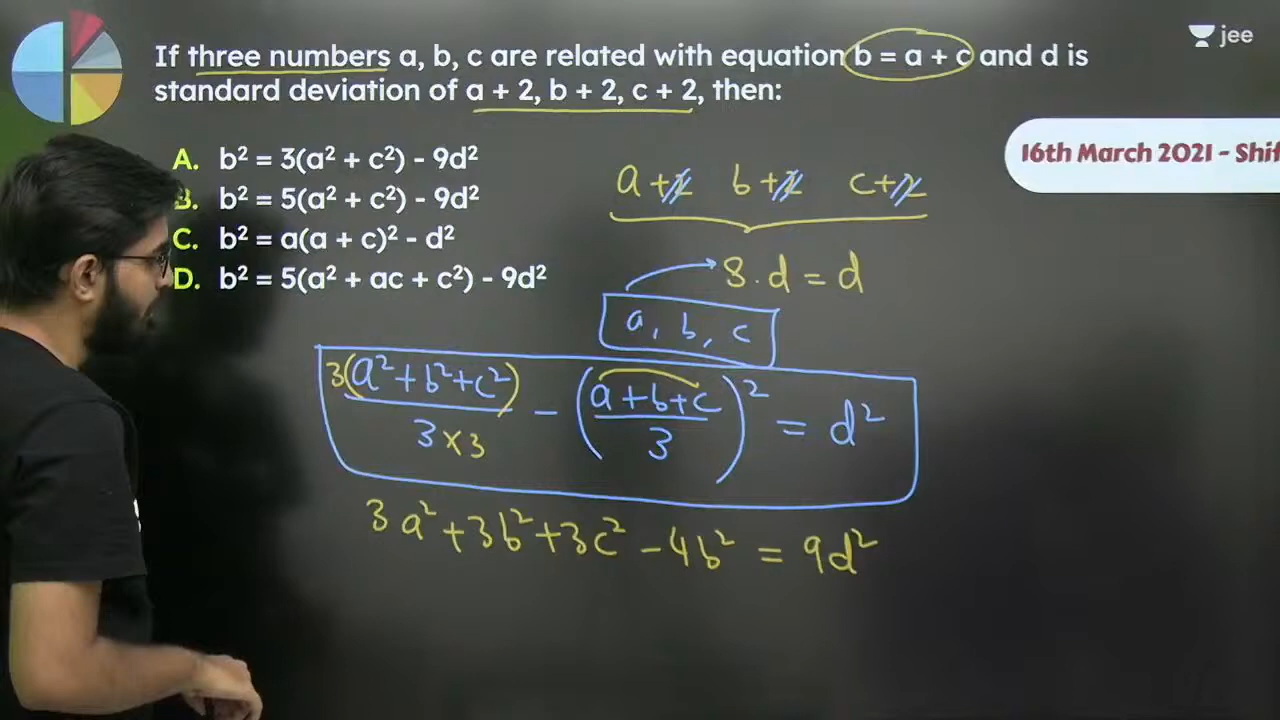 If three numbers a, b, c are related with equation b = a + c and d is
standard deviation of a + 2, b + 2, c + 2, then:
jee
16th March 2021 - Shif
A. b² = 3(a² + c²) - 9d²
B. b² = 5(a² + c²) - 9d²
C. b² = a(a + c)² - d²
D. b² = 5(a² + ac + c²) - 9d²
a+2 b+2 c+2
S.d = d
a, b, c
3(a²+b²+c²)/3×3 - ((a+b+c)/3)² = d²
3a²+3b²+3c² - 4b² = 9d²